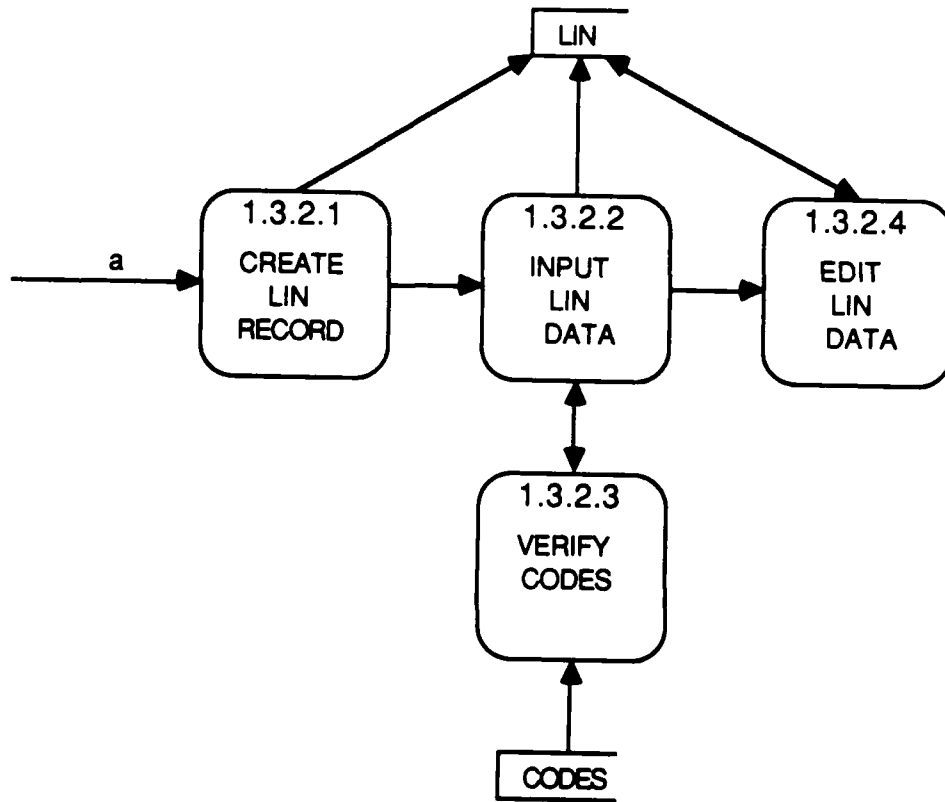 LIN
a
1.3.2.1
CREATE
LIN
RECORD
1.3.2.2
INPUT
LIN
DATA
1.3.2.4
EDIT
LIN
DATA
1.3.2.3
VERIFY
CODES
CODES